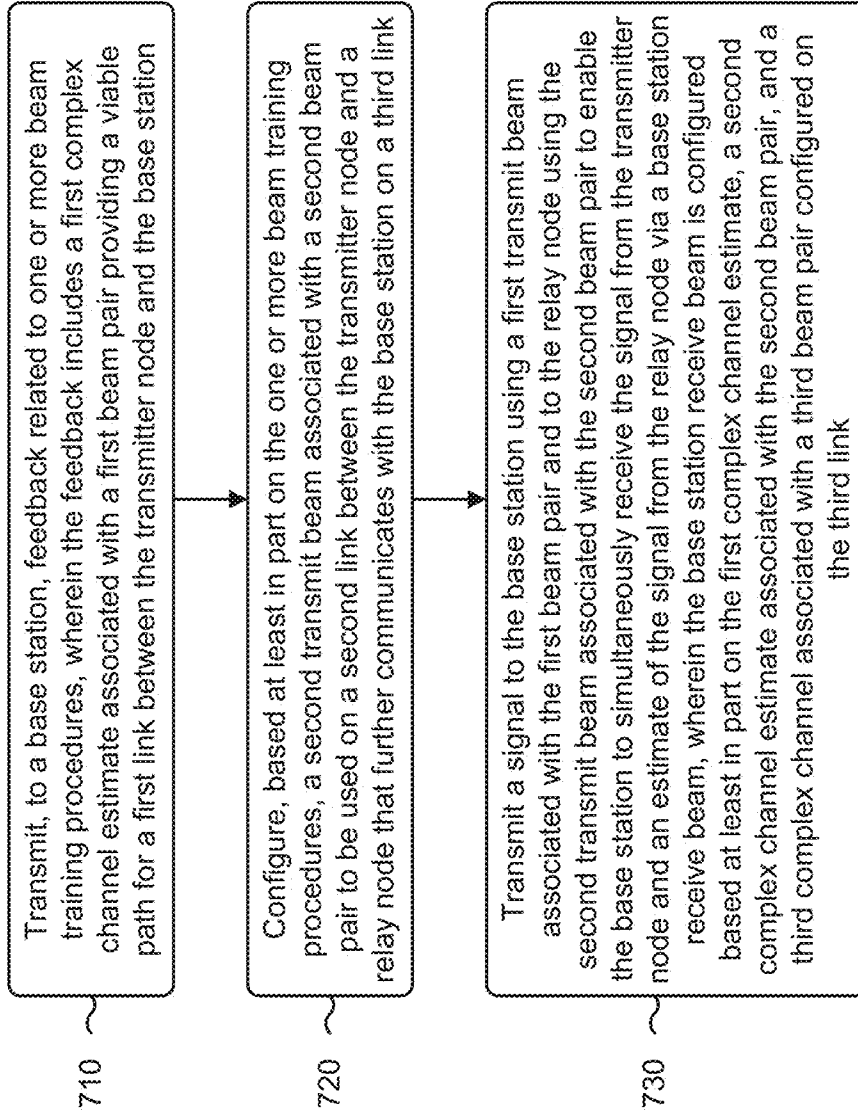 710
Transmit, to a base station, feedback related to one or more beam
training procedures, wherein the feedback includes a first complex
channel estimate associated with a first beam pair providing a viable
path for a first link between the transmitter node and the base station
720
Configure, based at least in part on the one or more beam training
procedures, a second transmit beam associated with a second beam
pair to be used on a second link between the transmitter node and a
relay node that further communicates with the base station on a third link
730
Transmit a signal to the base station using a first transmit beam
associated with the first beam pair and to the relay node using the
second transmit beam associated with the second beam pair to enable
the base station to simultaneously receive the signal from the transmitter
node and an estimate of the signal from the relay node via a base station
receive beam, wherein the base station receive beam is configured
based at least in part on the first complex channel estimate, a second
complex channel estimate associated with the second beam pair, and a
third complex channel associated with a third beam pair configured on
the third link